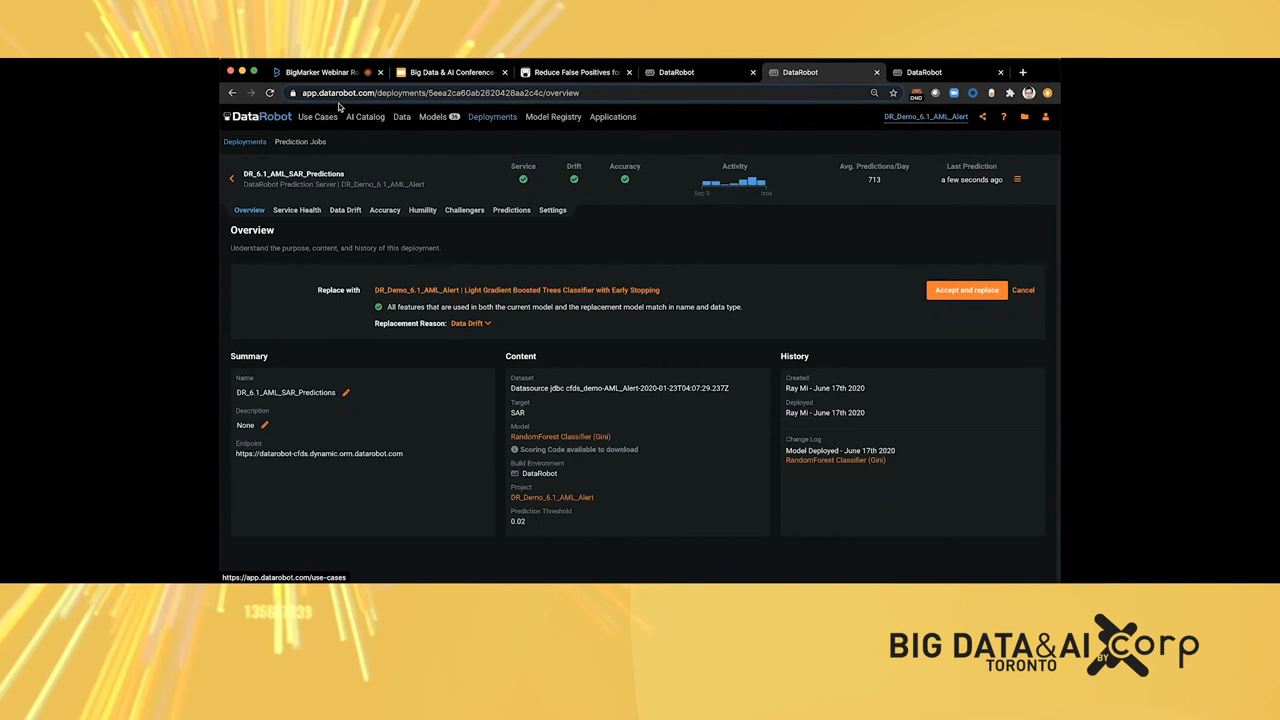 BigMarker Webinar Ro
Big Data & AI Conference
Reduce False Positives for
DataRobot
DataRobot
DataRobot
app.datarobot.com/deployments/5eea2ca60ab2620428aa2c4c/overview
DND
DataRobot Use Cases AI Catalog Data Models 36 Deployments Model Registry Applications DR_Demo_6.1_AML_Alert
Deployments Prediction Jobs
DR_6.1_AML_SAR_Predictions
DataRobot Prediction Server | DR_Demo_6.1_AML_Alert
Service Drift Accuracy Activity Avg. Predictions/Day Last Prediction
713 a few seconds ago
Sep 9 now
Overview Service Health Data Drift Accuracy Humility Challengers Predictions Settings
Overview
Understand the purpose, content, and history of this deployment.
Replace with DR_Demo_6.1_AML_Alert | Light Gradient Boosted Trees Classifier with Early Stopping Accept and replace Cancel
All features that are used in both the current model and the replacement model match in name and data type.
Replacement Reason: Data Drift
Summary
Name
DR_6.1_AML_SAR_Predictions
Description
None
Endpoint
https://datarobot-cfds.dynamic.orm.datarobot.com
Content
Dataset
Datasource jdbc cfds_demo-AML_Alert-2020-01-23T04:07:29.237Z
Target
SAR
Model
RandomForest Classifier (Gini)
Scoring Code available to download
Build Environment
DataRobot
Project
DR_Demo_6.1_AML_Alert
Prediction Threshold
0.02
History
Created
Ray Mi - June 17th 2020
Deployed
Ray Mi - June 17th 2020
Change Log
Model Deployed - June 17th 2020
RandomForest Classifier (Gini)
https://app.datarobot.com/use-cases
BIG DATA&AI
TORONTO
BY
corp